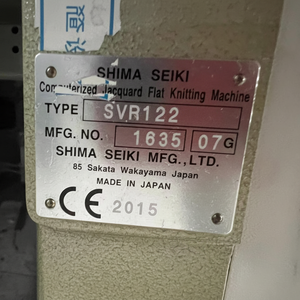 SHIMA SEIKI
Computerized Jacquard Flat Knitting Machine
TYPE SVR122
MFG. NO. 1635 07G
SHIMA SEIKI MFG.,LTD.
85 Sakata Wakayama Japan
MADE IN JAPAN
CE 2015